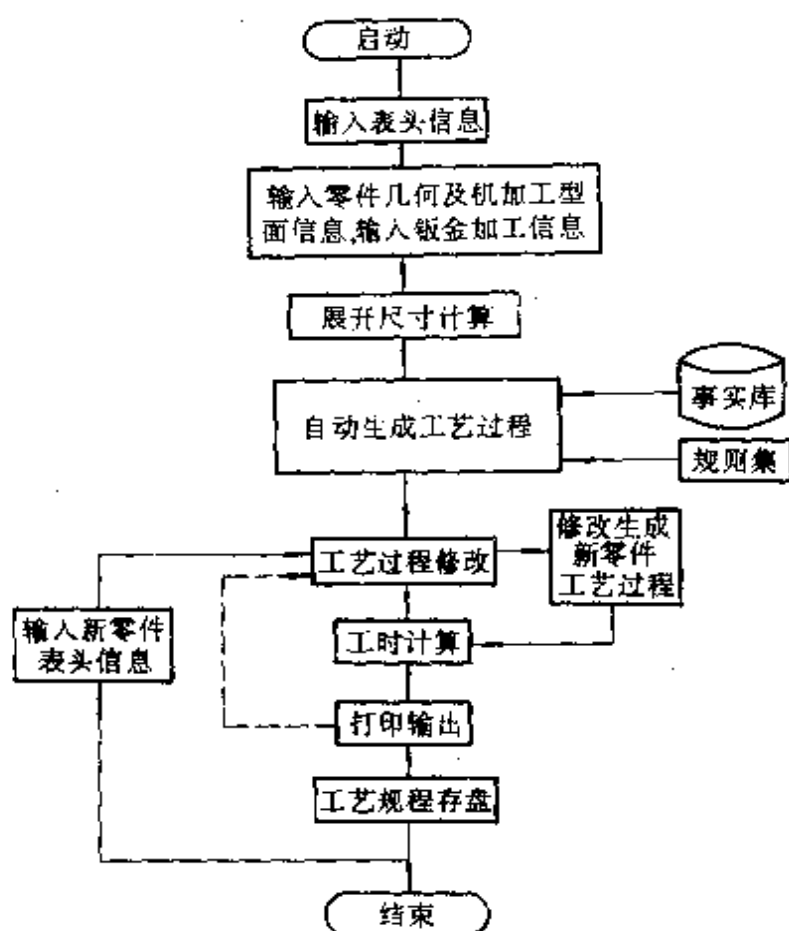 启动
输入表头信息
输入零件几何及机加工型
面信息,输入钣金加工信息
展开尺寸计算
自动生成工艺过程
事实库
规则集
工艺过程修改
修改生成
新零件
工艺过程
输入新零件
表头信息
工时计算
打印输出
工艺规程存盘
结束